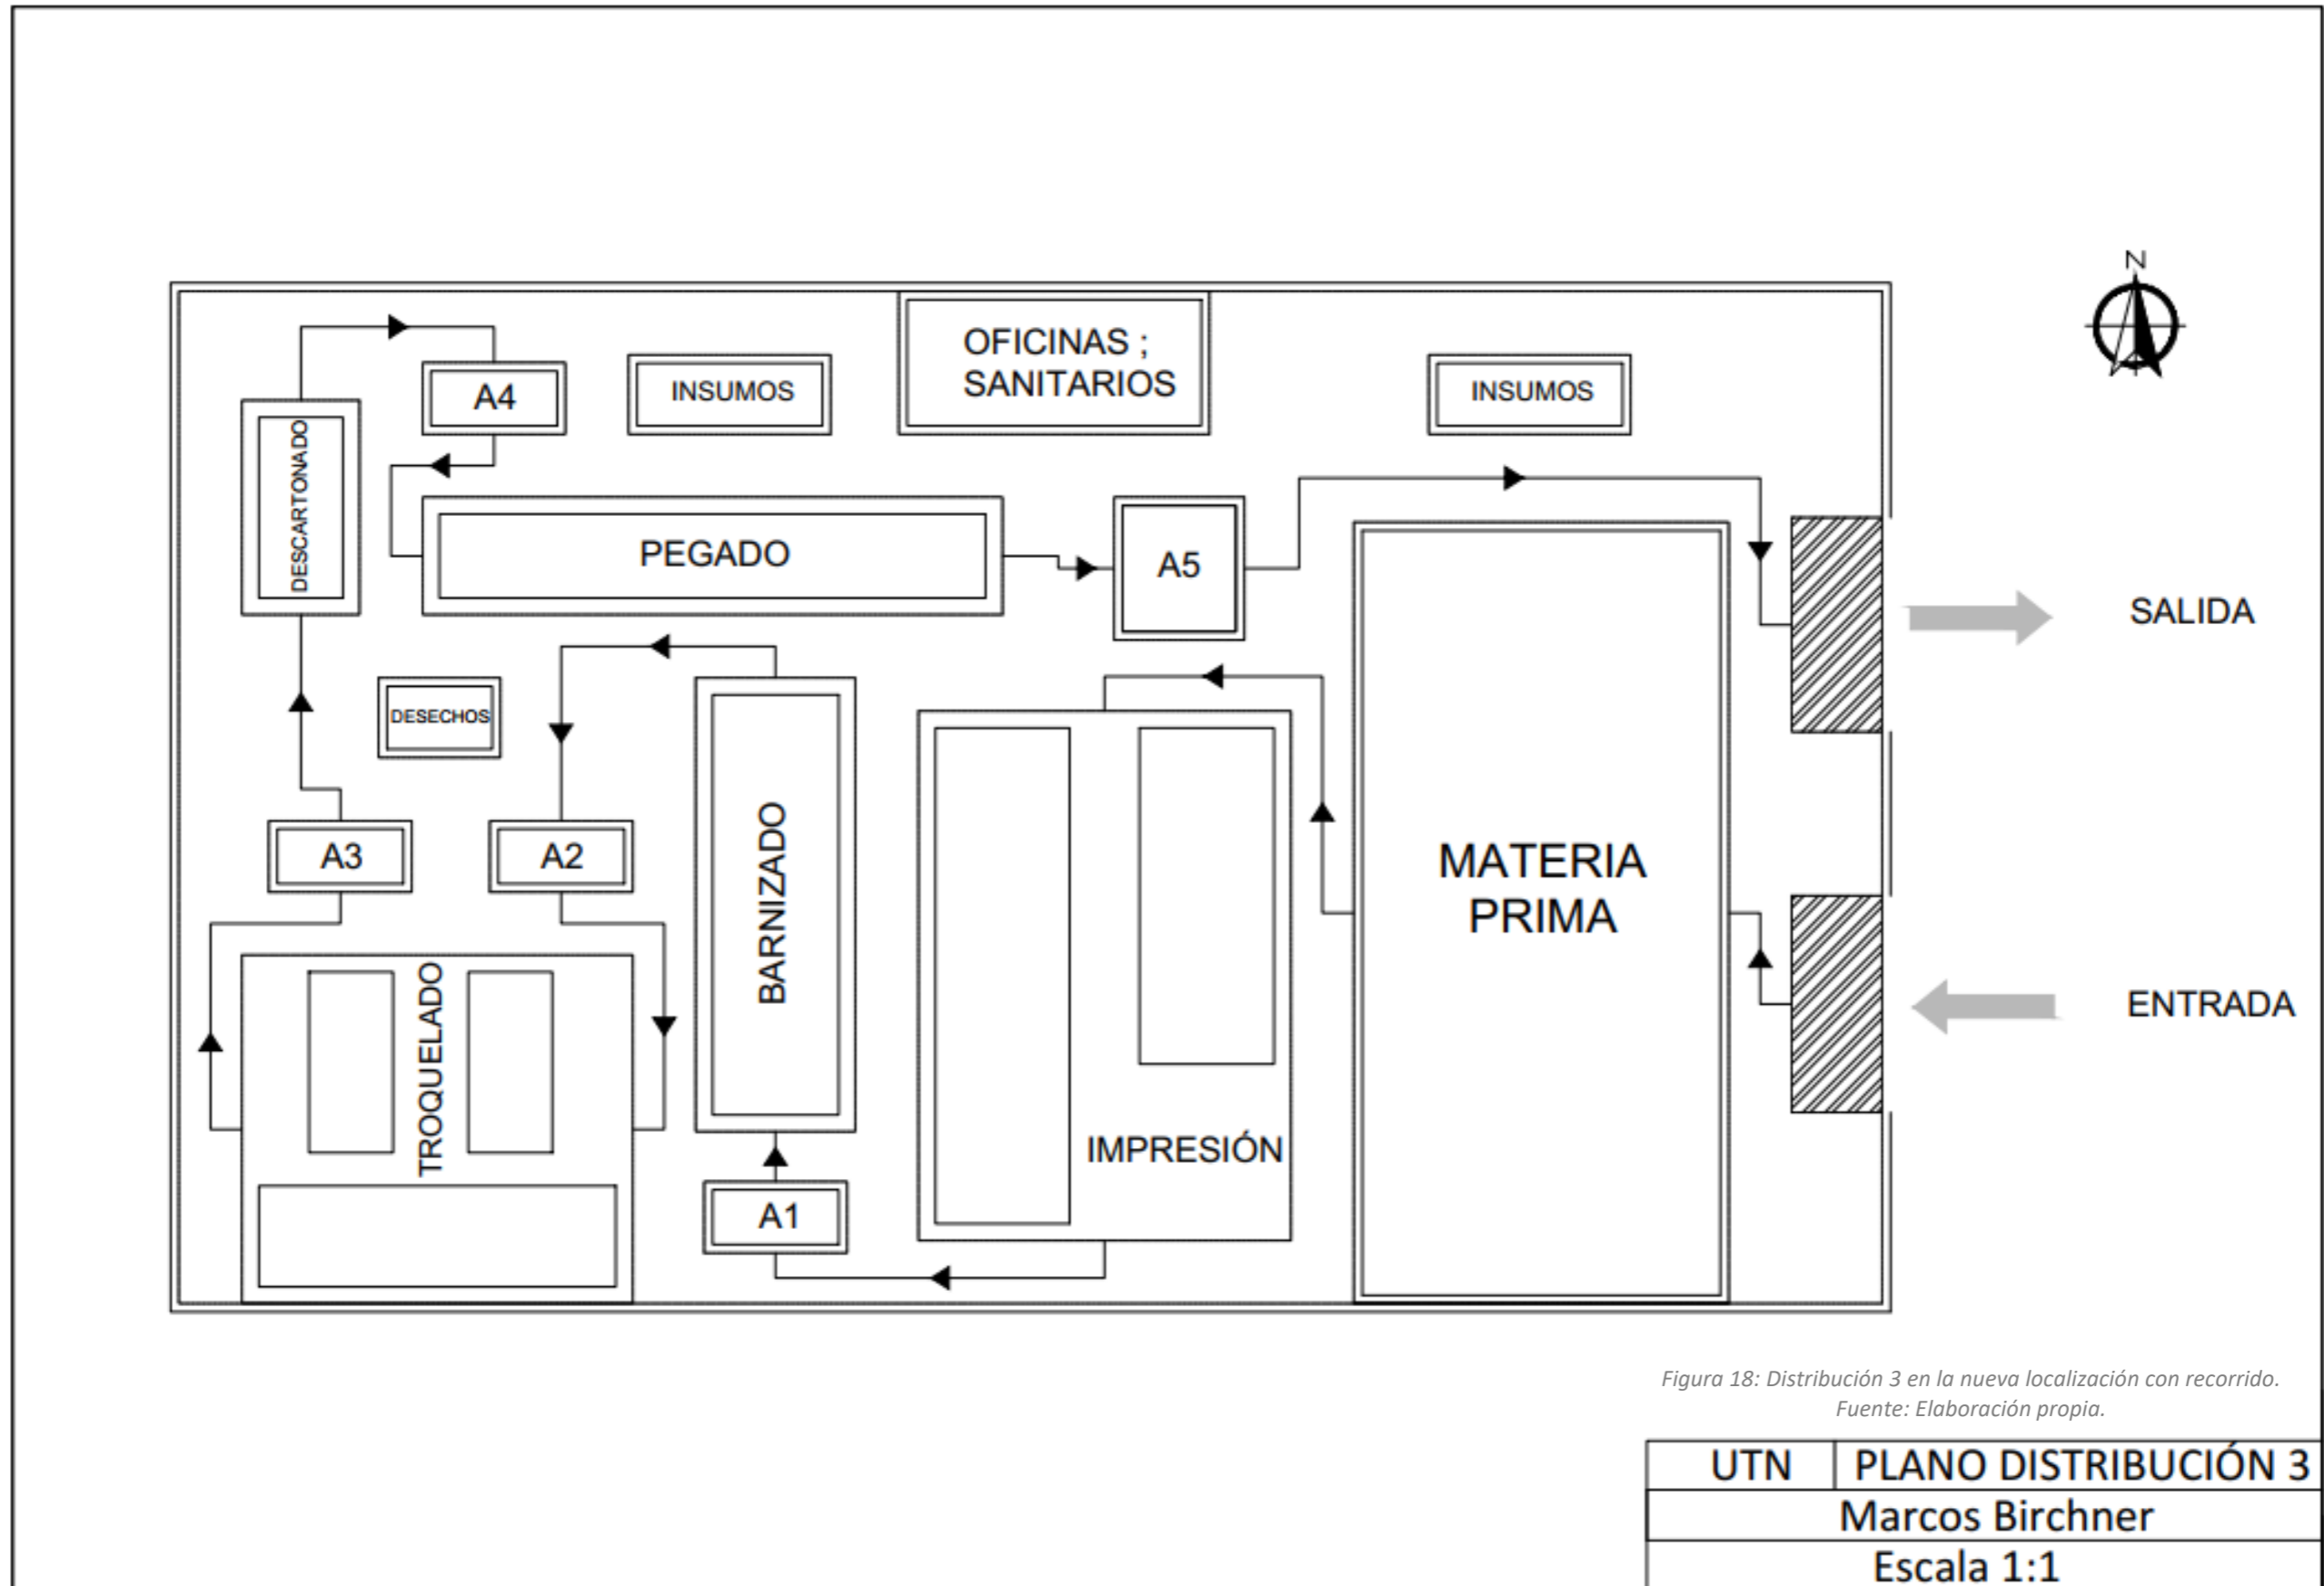 N
OFICINAS ;
SANITARIOS
A4
INSUMOS
INSUMOS
DESCARTONADO
PEGADO
A5
SALIDA
DESECHOS
BARNIZADO
A3
A2
MATERIA
PRIMA
ENTRADA
TROQUELADO
IMPRESIÓN
A1
Figura 18: Distribución 3 en la nueva localización con recorrido.
Fuente: Elaboración propia.
UTN PLANO DISTRIBUCIÓN 3
Marcos Birchner
Escala 1:1